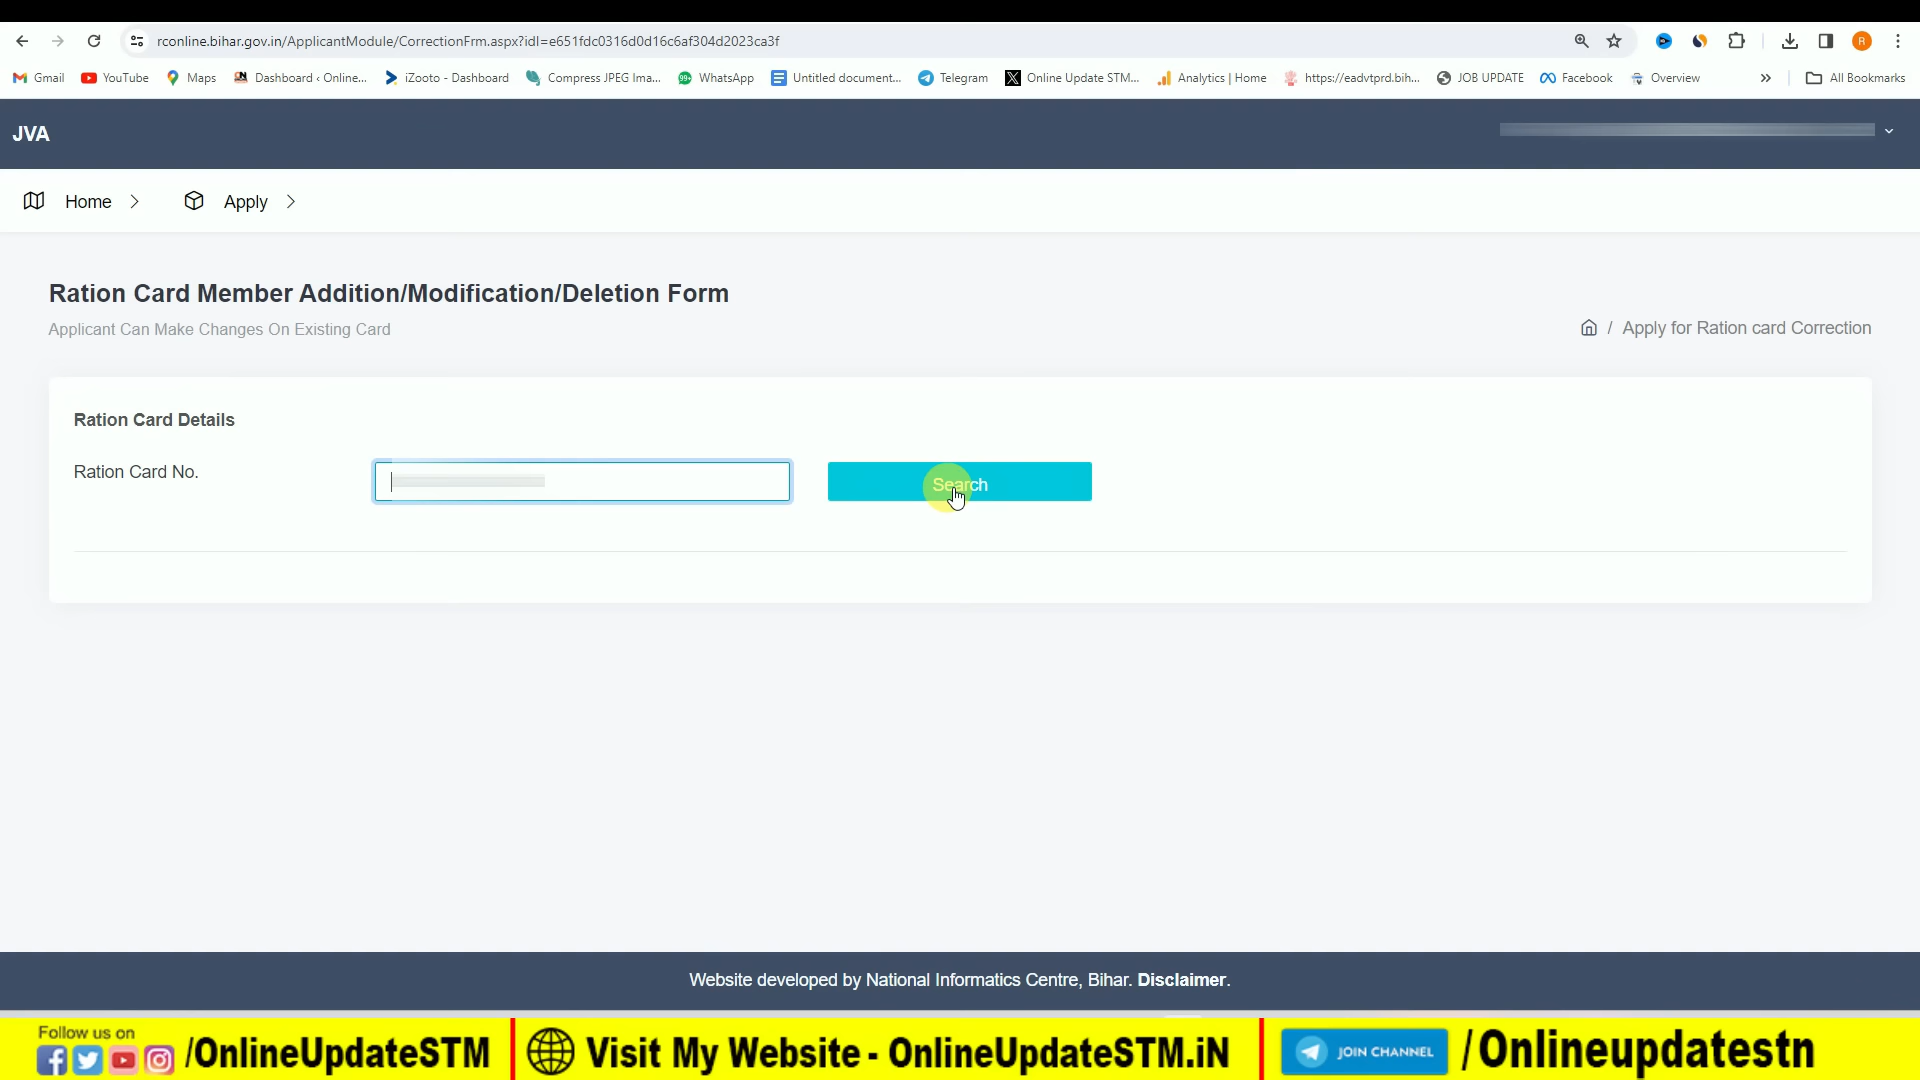 rconline.bihar.gov.in/ApplicantModule/CorrectionFrm.aspx?idl=e651fdc0316d0d16c6af304d2023ca3f
R
Gmail YouTube Maps Dashboard ‹ Online... iZooto - Dashboard Compress JPEG Ima... 99+ WhatsApp Untitled document... Telegram Online Update STM... Analytics | Home https://eadvtprd.bih... JOB UPDATE Facebook Overview » All Bookmarks
JVA
Home Apply
Ration Card Member Addition/Modification/Deletion Form
Applicant Can Make Changes On Existing Card
/ Apply for Ration card Correction
Ration Card Details
Ration Card No.
Search
Website developed by National Informatics Centre, Bihar. Disclaimer.
Follow us on
/OnlineUpdateSTM
Visit My Website - OnlineUpdateSTM.iN
JOIN CHANNEL
/Onlineupdatestn